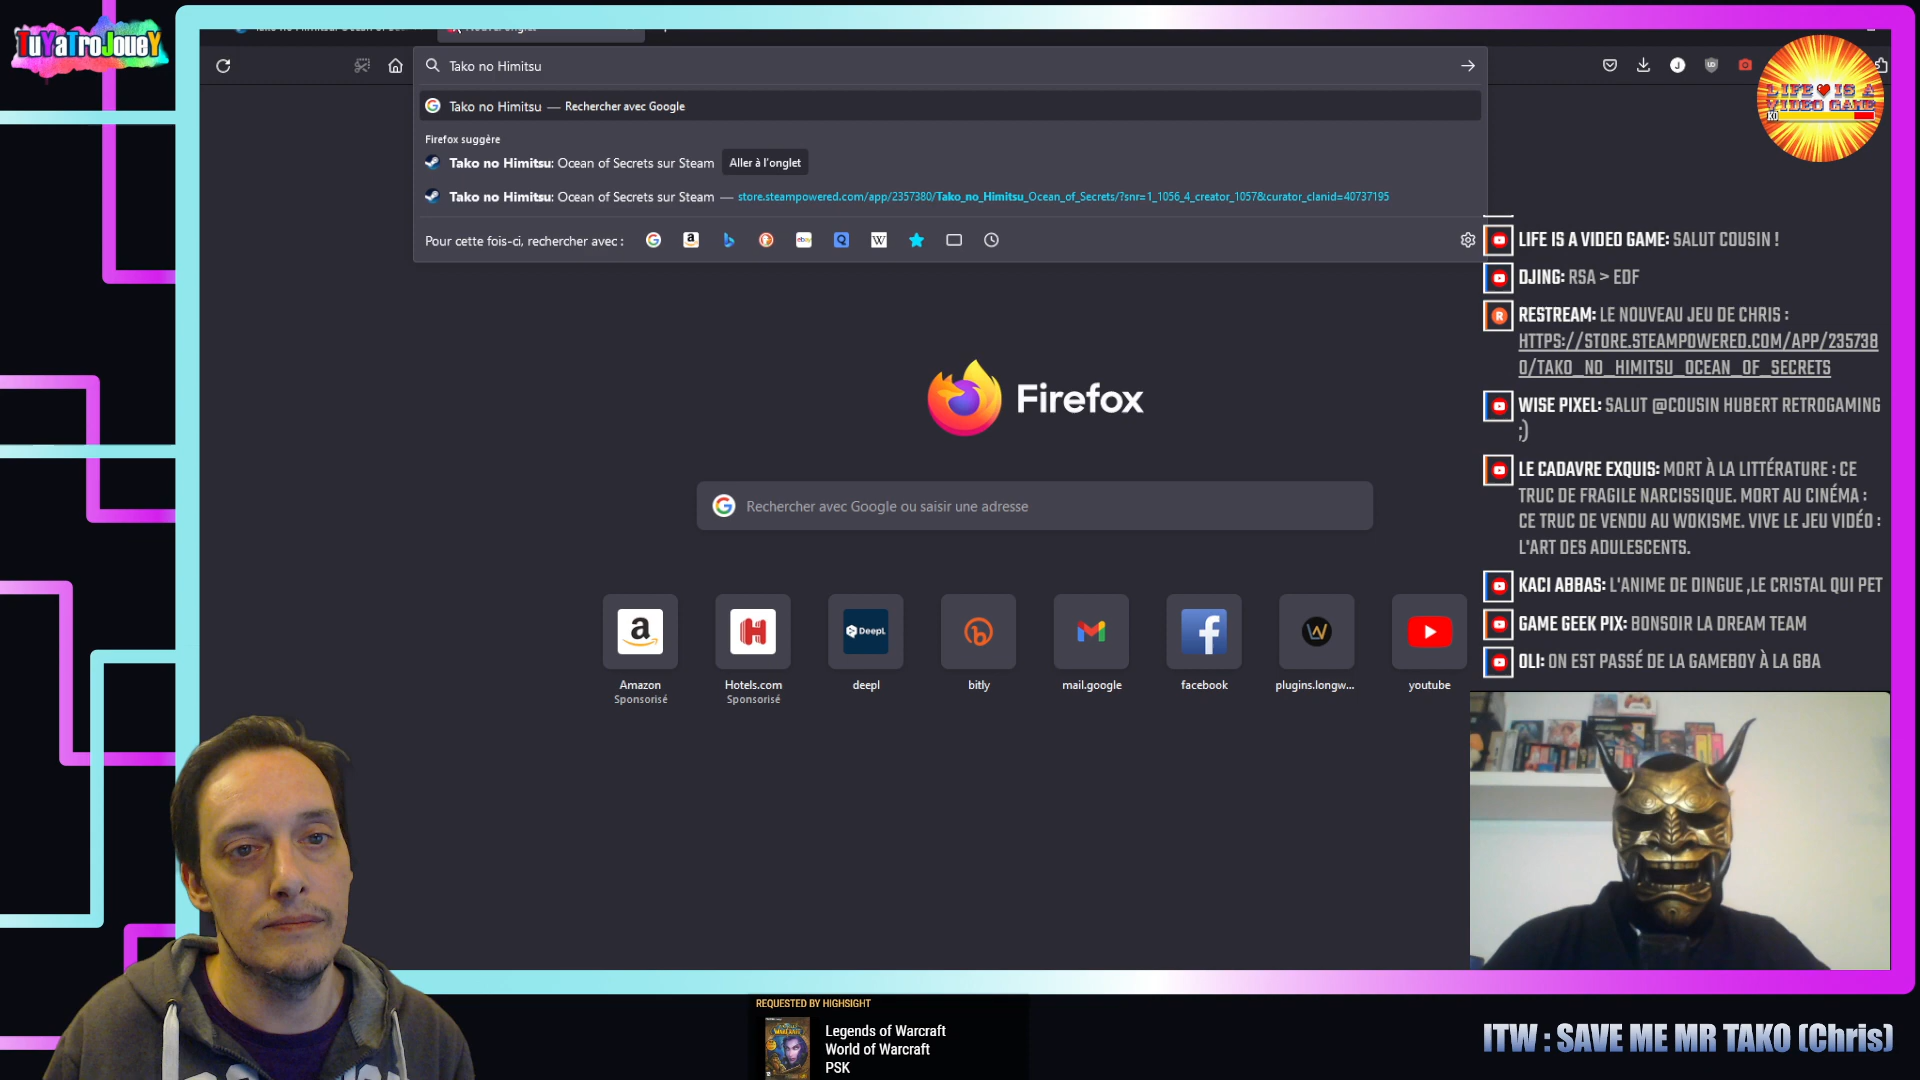 TuYaTroJoueY
Tako no Himitsu
LIFE IS A
VIDEO GAME
KO
Tako no Himitsu — Rechercher avec Google
Firefox suggère
Tako no Himitsu: Ocean of Secrets sur Steam Aller à l'onglet
Tako no Himitsu: Ocean of Secrets sur Steam — store.steampowered.com/app/2357380/Tako_no_Himitsu_Ocean_of_Secrets/?snr=1_1056_4_creator_1057&curator_clanid=40737195
Pour cette fois-ci, rechercher avec :
LIFE IS A VIDEO GAME: SALUT COUSIN !
DJING: RSA > EDF
RESTREAM: LE NOUVEAU JEU DE CHRIS :
HTTPS://STORE.STEAMPOWERED.COM/APP/235738
0/TAKO_NO_HIMITSU_OCEAN_OF_SECRETS
WISE PIXEL: SALUT @COUSIN HUBERT RETROGAMING
;)
LE CADAVRE EXQUIS: MORT À LA LITTÉRATURE : CE
TRUC DE FRAGILE NARCISSIQUE. MORT AU CINÉMA :
CE TRUC DE VENDU AU WOKISME. VIVE LE JEU VIDÉO :
L'ART DES ADULESCENTS.
KACI ABBAS: L'ANIME DE DINGUE ,LE CRISTAL QUI PET
GAME GEEK PIX: BONSOIR LA DREAM TEAM
OLI: ON EST PASSÉ DE LA GAMEBOY À LA GBA
Firefox
Rechercher avec Google ou saisir une adresse
DeepL
Amazon
Sponsorisé
Hotels.com
Sponsorisé
deepl
bitly
mail.google
facebook
plugins.longw...
youtube
REQUESTED BY HIGHSIGHT
Legends of Warcraft
World of Warcraft
PSK
ITW : SAVE ME MR TAKO (Chris)